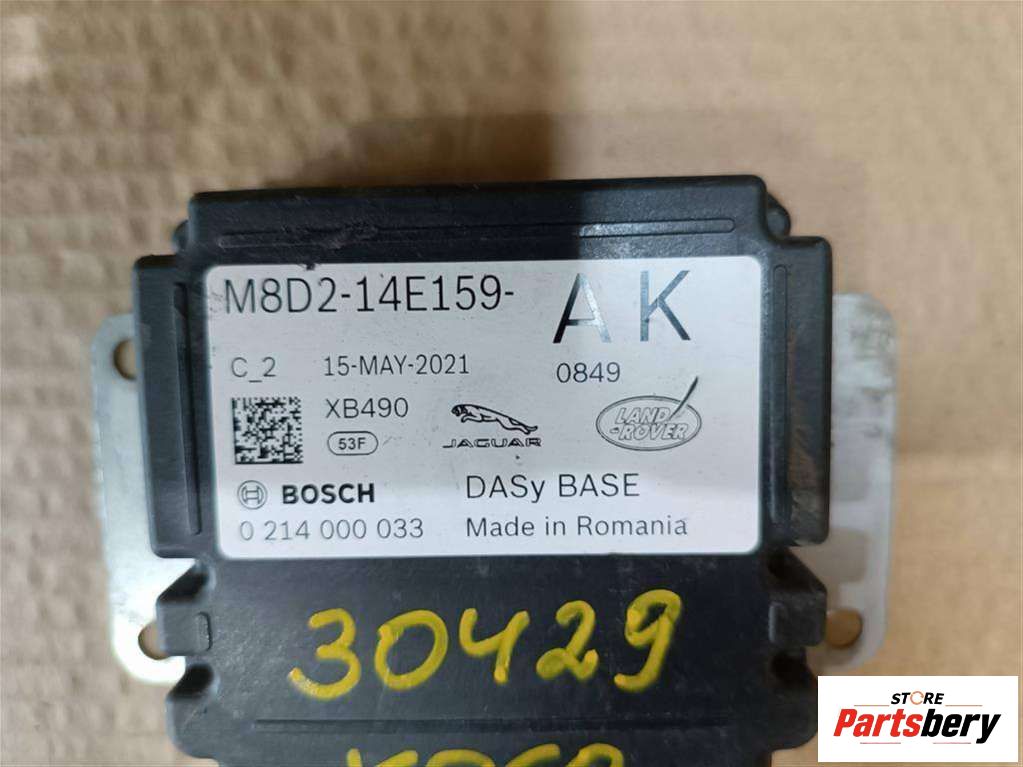 M8D2-14E159- AK
C_2 15-MAY-2021 0849
XB490
53F
JAGUAR
LAND
ROVER
BOSCH DASy BASE
0 214 000 033 Made in Romania
30429
STORE
Partsbery